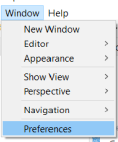 Window Help
New Window
Editor
Appearance
Show View
Perspective
Navigation
Preferences